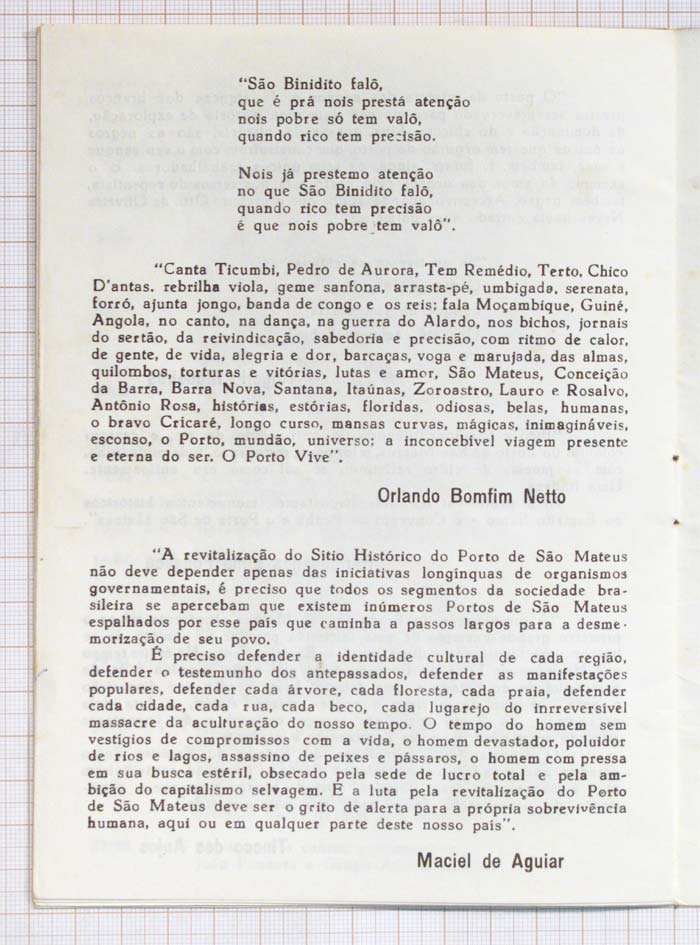 “São Binidito falô,
que é prá nois prestá atenção
nois pobre só tem valô,
quando rico tem precisão.
Nois já prestemo atenção
no que São Binidito falô,
quando rico tem precisão
é que nois pobre tem valô”.
“Canta Ticumbi, Pedro de Aurora, Tem Remédio, Terto, Chico
D'antas. rebrilha viola, geme sanfona, arrasta-pé, umbigada, serenata,
forró, ajunta jongo, banda de congo e os reis; fala Moçambique, Guiné,
Angola, no canto, na dança, na guerra do Alardo, nos bichos, jornais
do sertão, da reivindicação, sabedoria e precisão, com ritmo de calor,
de gente, de vida, alegria e dor, barcaças, voga e marujada, das almas,
quilombos, torturas e vitórias, lutas e amor, São Mateus, Conceição
da Barra, Barra Nova, Santana, Itaúnas, Zoroastro, Lauro e Rosalvo,
Antônio Rosa, histórias, estórias, floridas, odiosas, belas, humanas,
o bravo Cricaré, longo curso, mansas curvas, mágicas, inimagináveis,
esconso, o Porto, mundão, universo: a inconcebível viagem presente
e eterna do ser. O Porto Vive”.
Orlando Bomfim Netto
“A revitalização do Sitio Histórico do Porto de São Mateus
não deve depender apenas das iniciativas longínquas de organismos
governamentais, é preciso que todos os segmentos da sociedade bra-
sileira se apercebam que existem inúmeros Portos de São Mateus
espalhados por esse país que caminha a passos largos para a desme-
morização de seu povo.
É preciso defender a identidade cultural de cada região,
defender o testemunho dos antepassados, defender as manifestações
populares, defender cada árvore, cada floresta, cada praia, defender
cada cidade, cada rua, cada beco, cada lugarejo do inrreversível
massacre da aculturação do nosso tempo. O tempo do homem sem
vestígios de compromissos com a vida, o homem devastador, poluidor
de rios e lagos, assassino de peixes e pássaros, o homem com pressa
em sua busca estéril, obsecado pela sede de lucro total e pela am-
bição do capitalismo selvagem. E a luta pela revitalização do Porto
de São Mateus deve ser o grito de alerta para a própria sobrevivência
humana, aqui ou em qualquer parte deste nosso país”.
Maciel de Aguiar